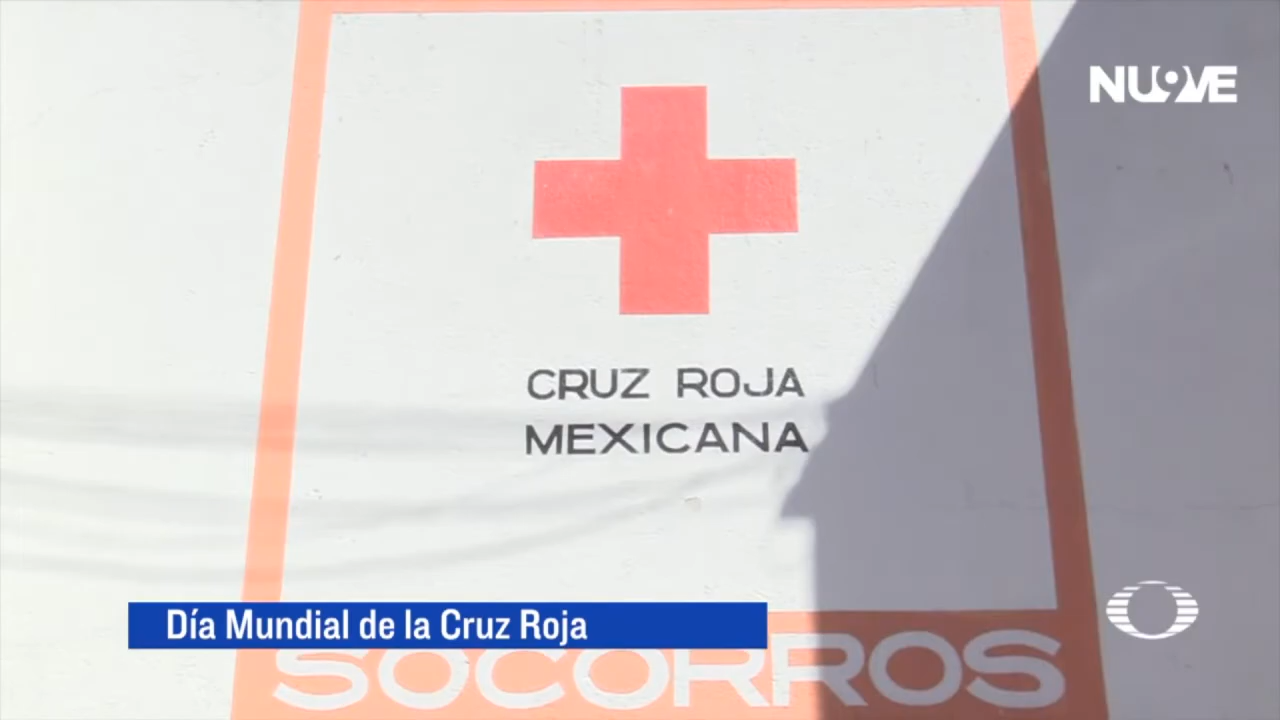 NU9VE
CRUZ ROJA
MEXICANA
Día Mundial de la Cruz Roja
SOCORROS